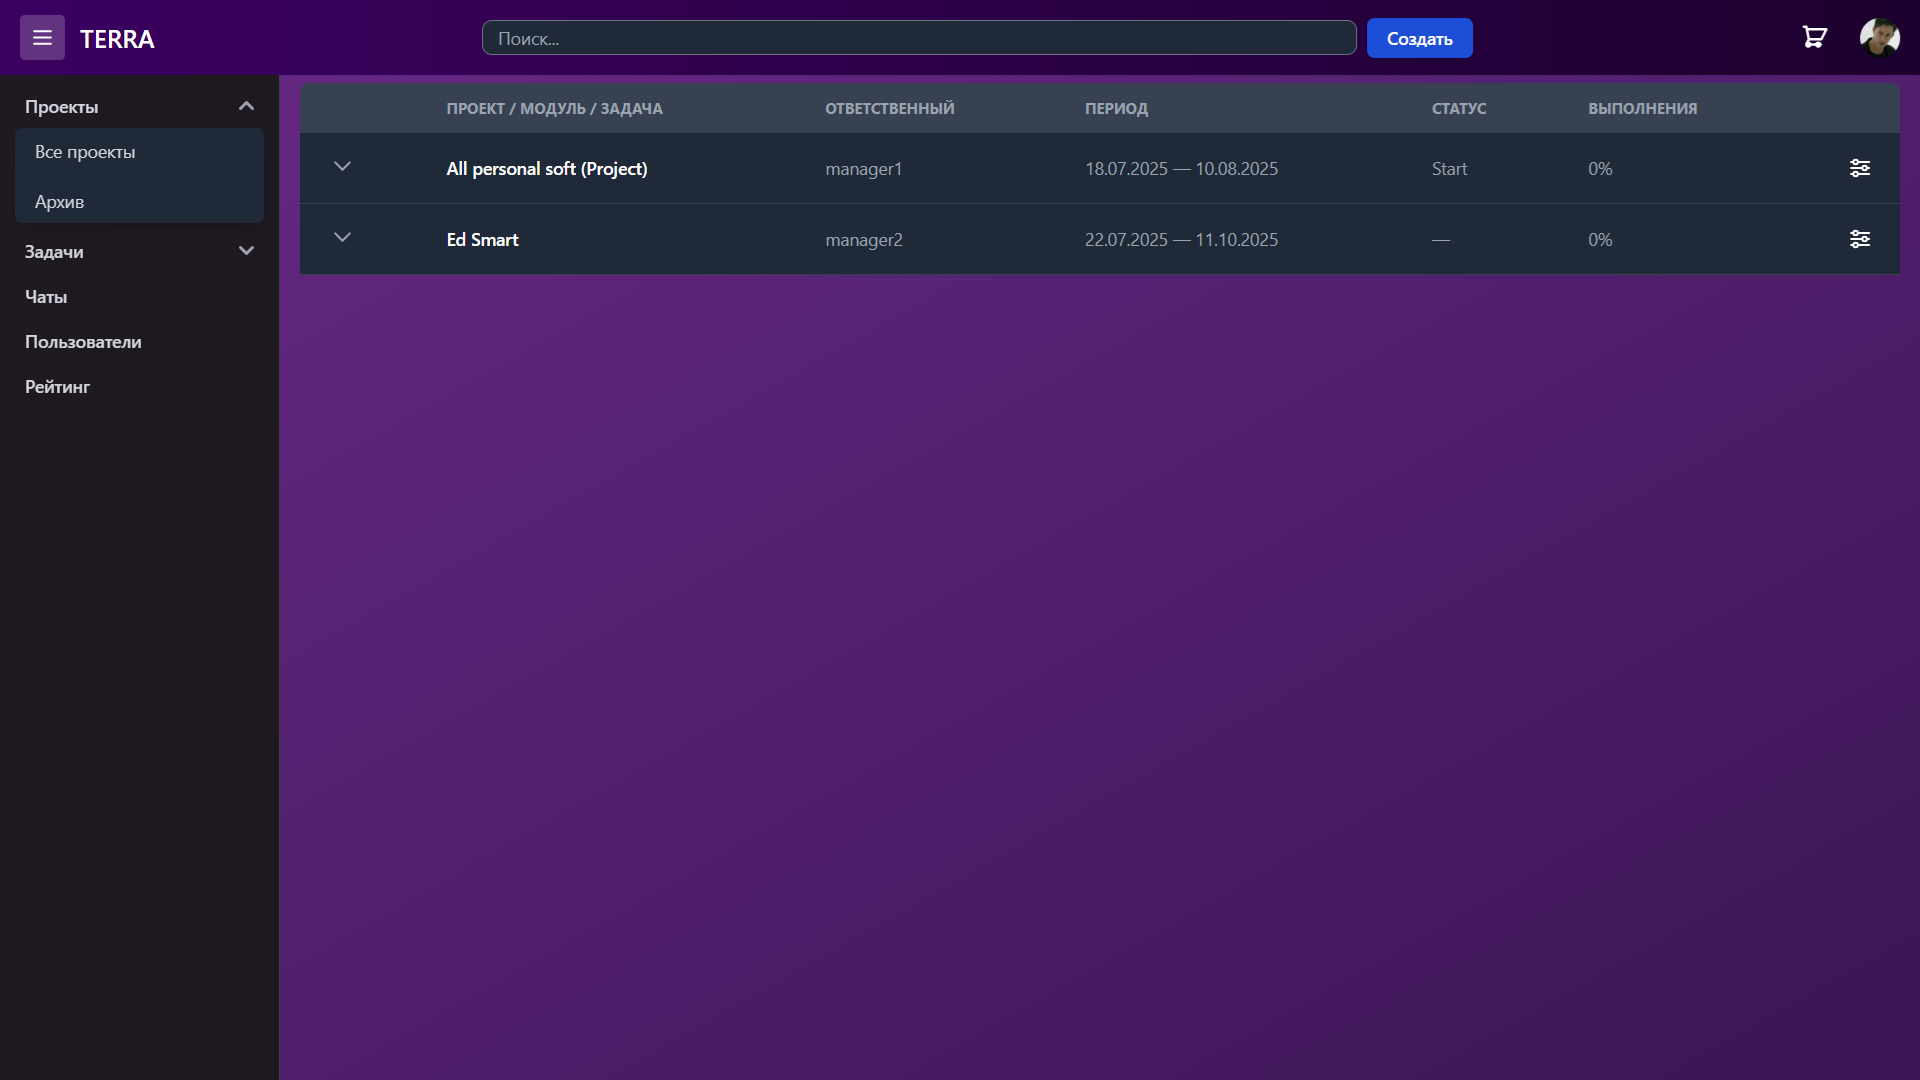 TERRA
Поиск...
Создать
Проекты
Все проекты
Архив
Задачи
Чаты
Пользователи
Рейтинг
ПРОЕКТ / МОДУЛЬ / ЗАДАЧА ОТВЕТСТВЕННЫЙ ПЕРИОД СТАТУС ВЫПОЛНЕНИЯ
All personal soft (Project) manager1 18.07.2025 — 10.08.2025 Start 0%
Ed Smart manager2 22.07.2025 — 11.10.2025 — 0%